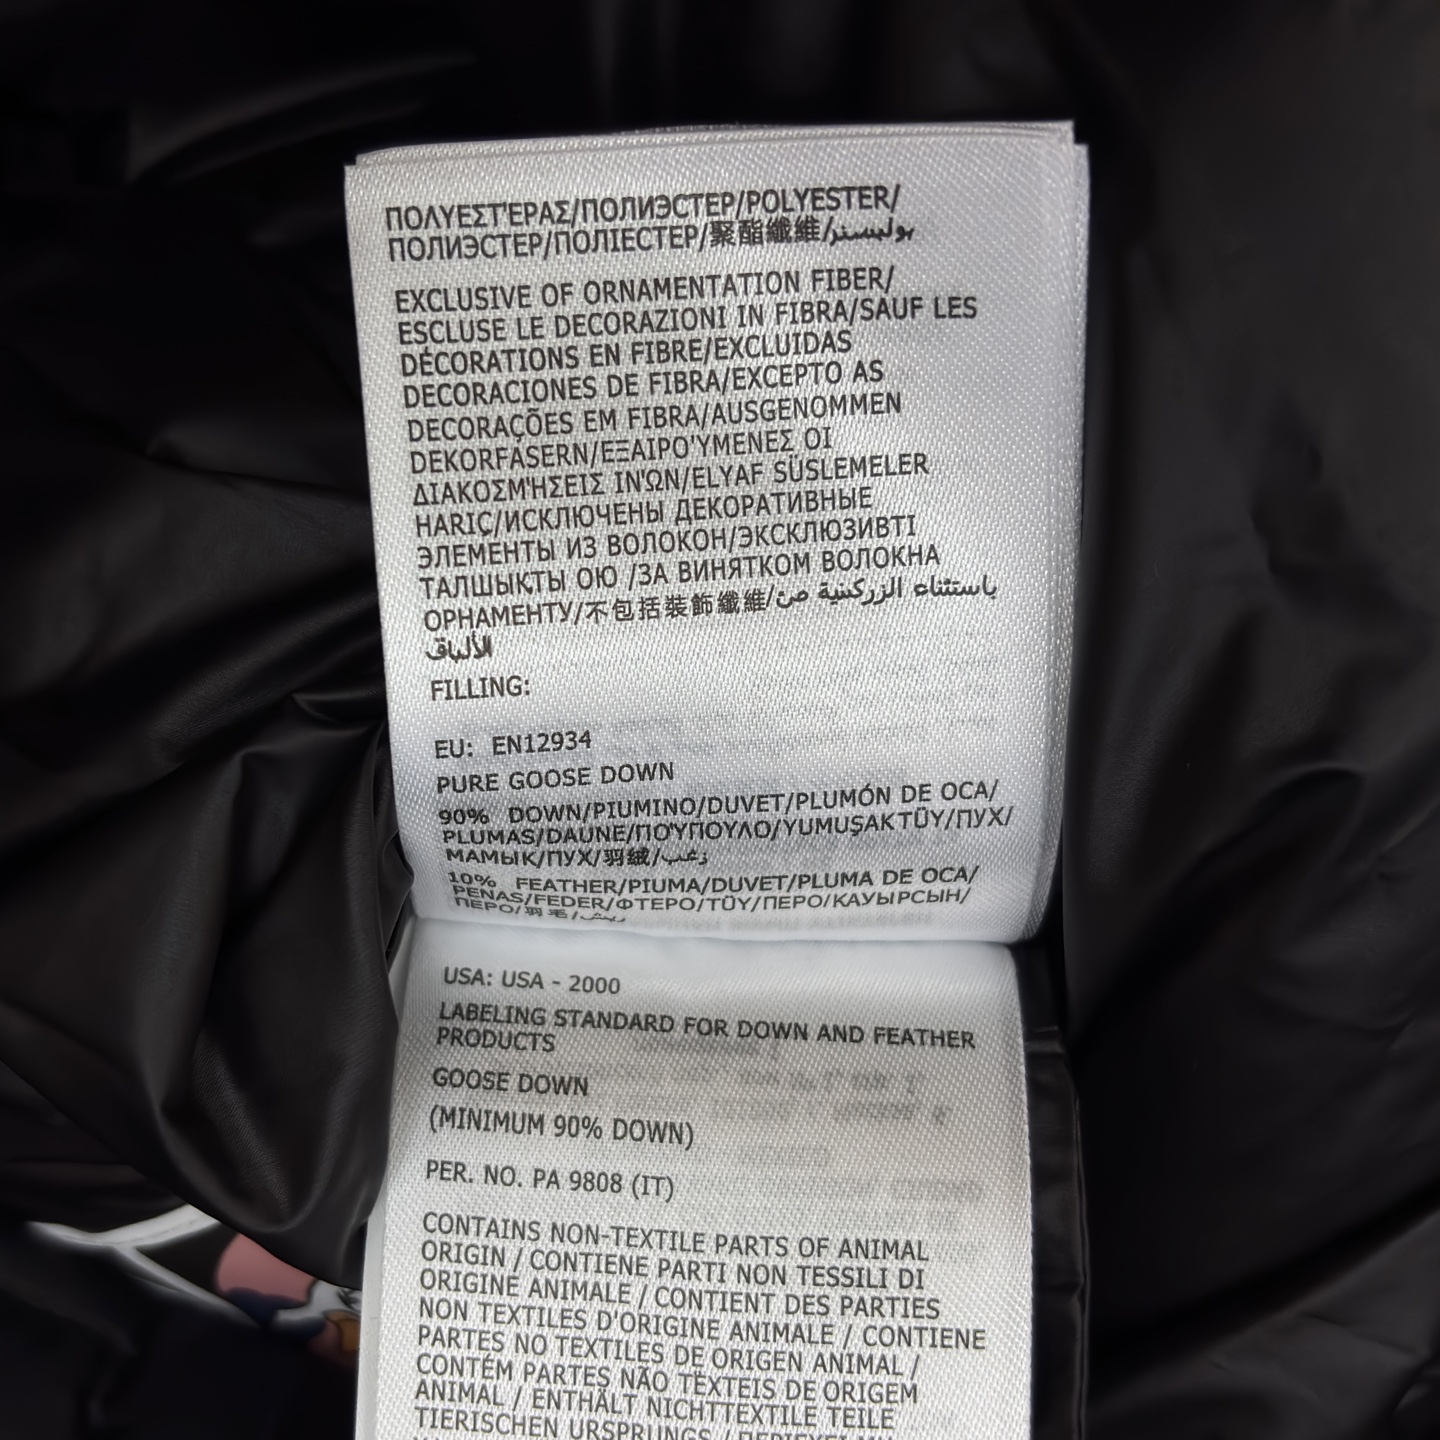 ΠΟΛΥΕΣΤΈΡΑΣ/ПОЛИЭСТЕР/POLYESTER/
ПОЛИЭСТЕР/ПОЛІЕСТЕР/聚酯纖維/بوليستر
EXCLUSIVE OF ORNAMENTATION FIBER/
ESCLUSE LE DECORAZIONI IN FIBRA/SAUF LES
DÉCORATIONS EN FIBRE/EXCLUIDAS
DECORACIONES DE FIBRA/EXCEPTO AS
DECORAÇÕES EM FIBRA/AUSGENOMMEN
DEKORFASERN/ΕΞΑΙΡΟΎΜΕΝΕΣ ΟΙ
ΔΙΑΚΟΣΜΉΣΕΙΣ ΙΝΏΝ/ELYAF SÜSLEMELER
HARIÇ/ИСКЛЮЧЕНЫ ДЕКОРАТИВНЫЕ
ЭЛЕМЕНТЫ ИЗ ВОЛОКОН/ЭКСКЛЮЗИВТІ
ТАЛШЫҚТЫ ОЮ /ЗА ВИНЯТКОМ ВОЛОКНА
ОРНАМЕНТУ/不包括裝飾纖維/باستثناء الزركشية من
الألياف
FILLING:
EU: EN12934
PURE GOOSE DOWN
90% DOWN/PIUMINO/DUVET/PLUMÓN DE OCA/
PLUMAS/DAUNE/ΠΟΎΠΟΥΛΟ/YUMUŞAK TÜY/ПУХ/
МАМЫК/ПУХ/羽絨/زغب
10% FEATHER/PIUMA/DUVET/PLUMA DE OCA/
PENAS/FEDER/ΦΤΕΡΟ/TÜY/ПЕРО/КАУЫРСЫН/
ПЕРО/羽毛/ريش
USA: USA - 2000
LABELING STANDARD FOR DOWN AND FEATHER
PRODUCTS
GOOSE DOWN
(MINIMUM 90% DOWN)
PER. NO. PA 9808 (IT)
CONTAINS NON-TEXTILE PARTS OF ANIMAL
ORIGIN / CONTIENE PARTI NON TESSILI DI
ORIGINE ANIMALE / CONTIENT DES PARTIES
NON TEXTILES D'ORIGINE ANIMALE / CONTIENE
PARTES NO TEXTILES DE ORIGEN ANIMAL /
CONTÉM PARTES NÃO TÊXTEIS DE ORIGEM
ANIMAL / ENTHÄLT NICHTTEXTILE TEILE
TIERISCHEN URSPRUNGS /